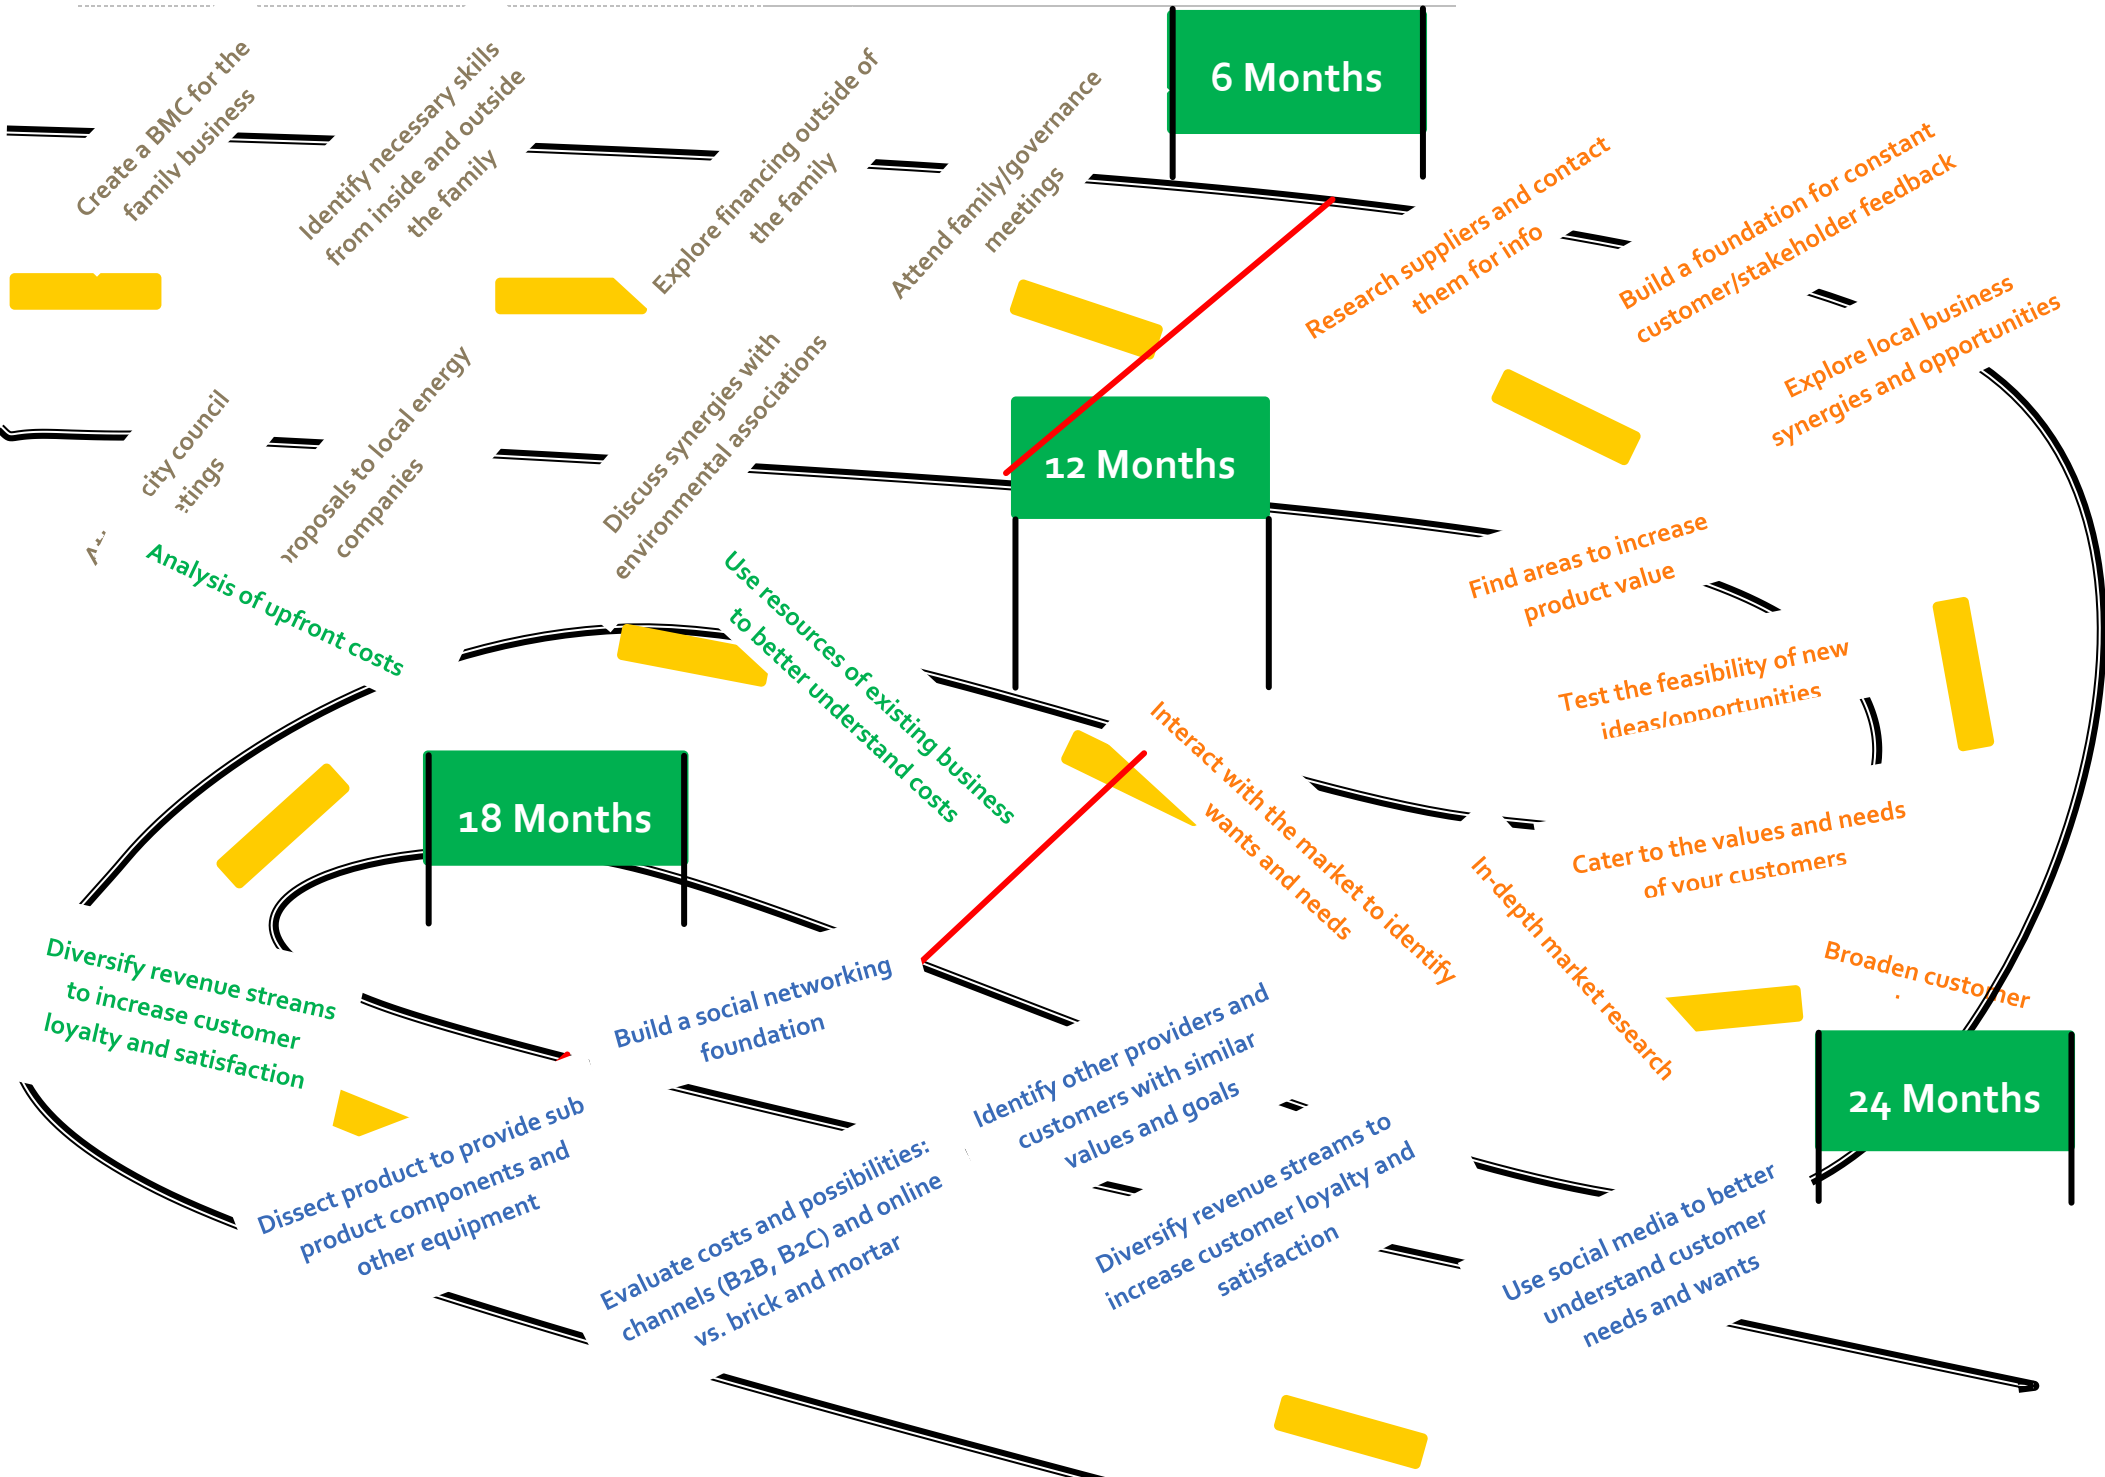 6 Months
Create a BMC for the
family business
Identify necessary skills
from inside and outside
the family
Explore financing outside of
the family
Attend family/governance
meetings
Research suppliers and contact
them for info
Build a foundation for constant
customer/stakeholder feedback
Explore local business
synergies and opportunities
city council
to local energy
companies
Discuss synergies with
environmental associations
12 Months
Find areas to increase
product value
Test the feasibility of new
ideas/opportunities
Cater to the values and needs
of your customers
Broaden customer
In-depth market research
Interact with the market to identify
wants and needs
Use resources of existing business
to better understand costs
Analysis of upfront costs
18 Months
Diversify revenue streams
to increase customer
loyalty and satisfaction
Build a social networking
foundation
Dissect product to provide sub
product components and
other equipment
Identify other providers and
customers with similar
values and goals
Evaluate costs and possibilities:
channels (B2B, B2C) and online
vs. brick and mortar
Diversify revenue streams to
increase customer loyalty and
satisfaction
Use social media to better
understand customer
needs and wants
24 Months